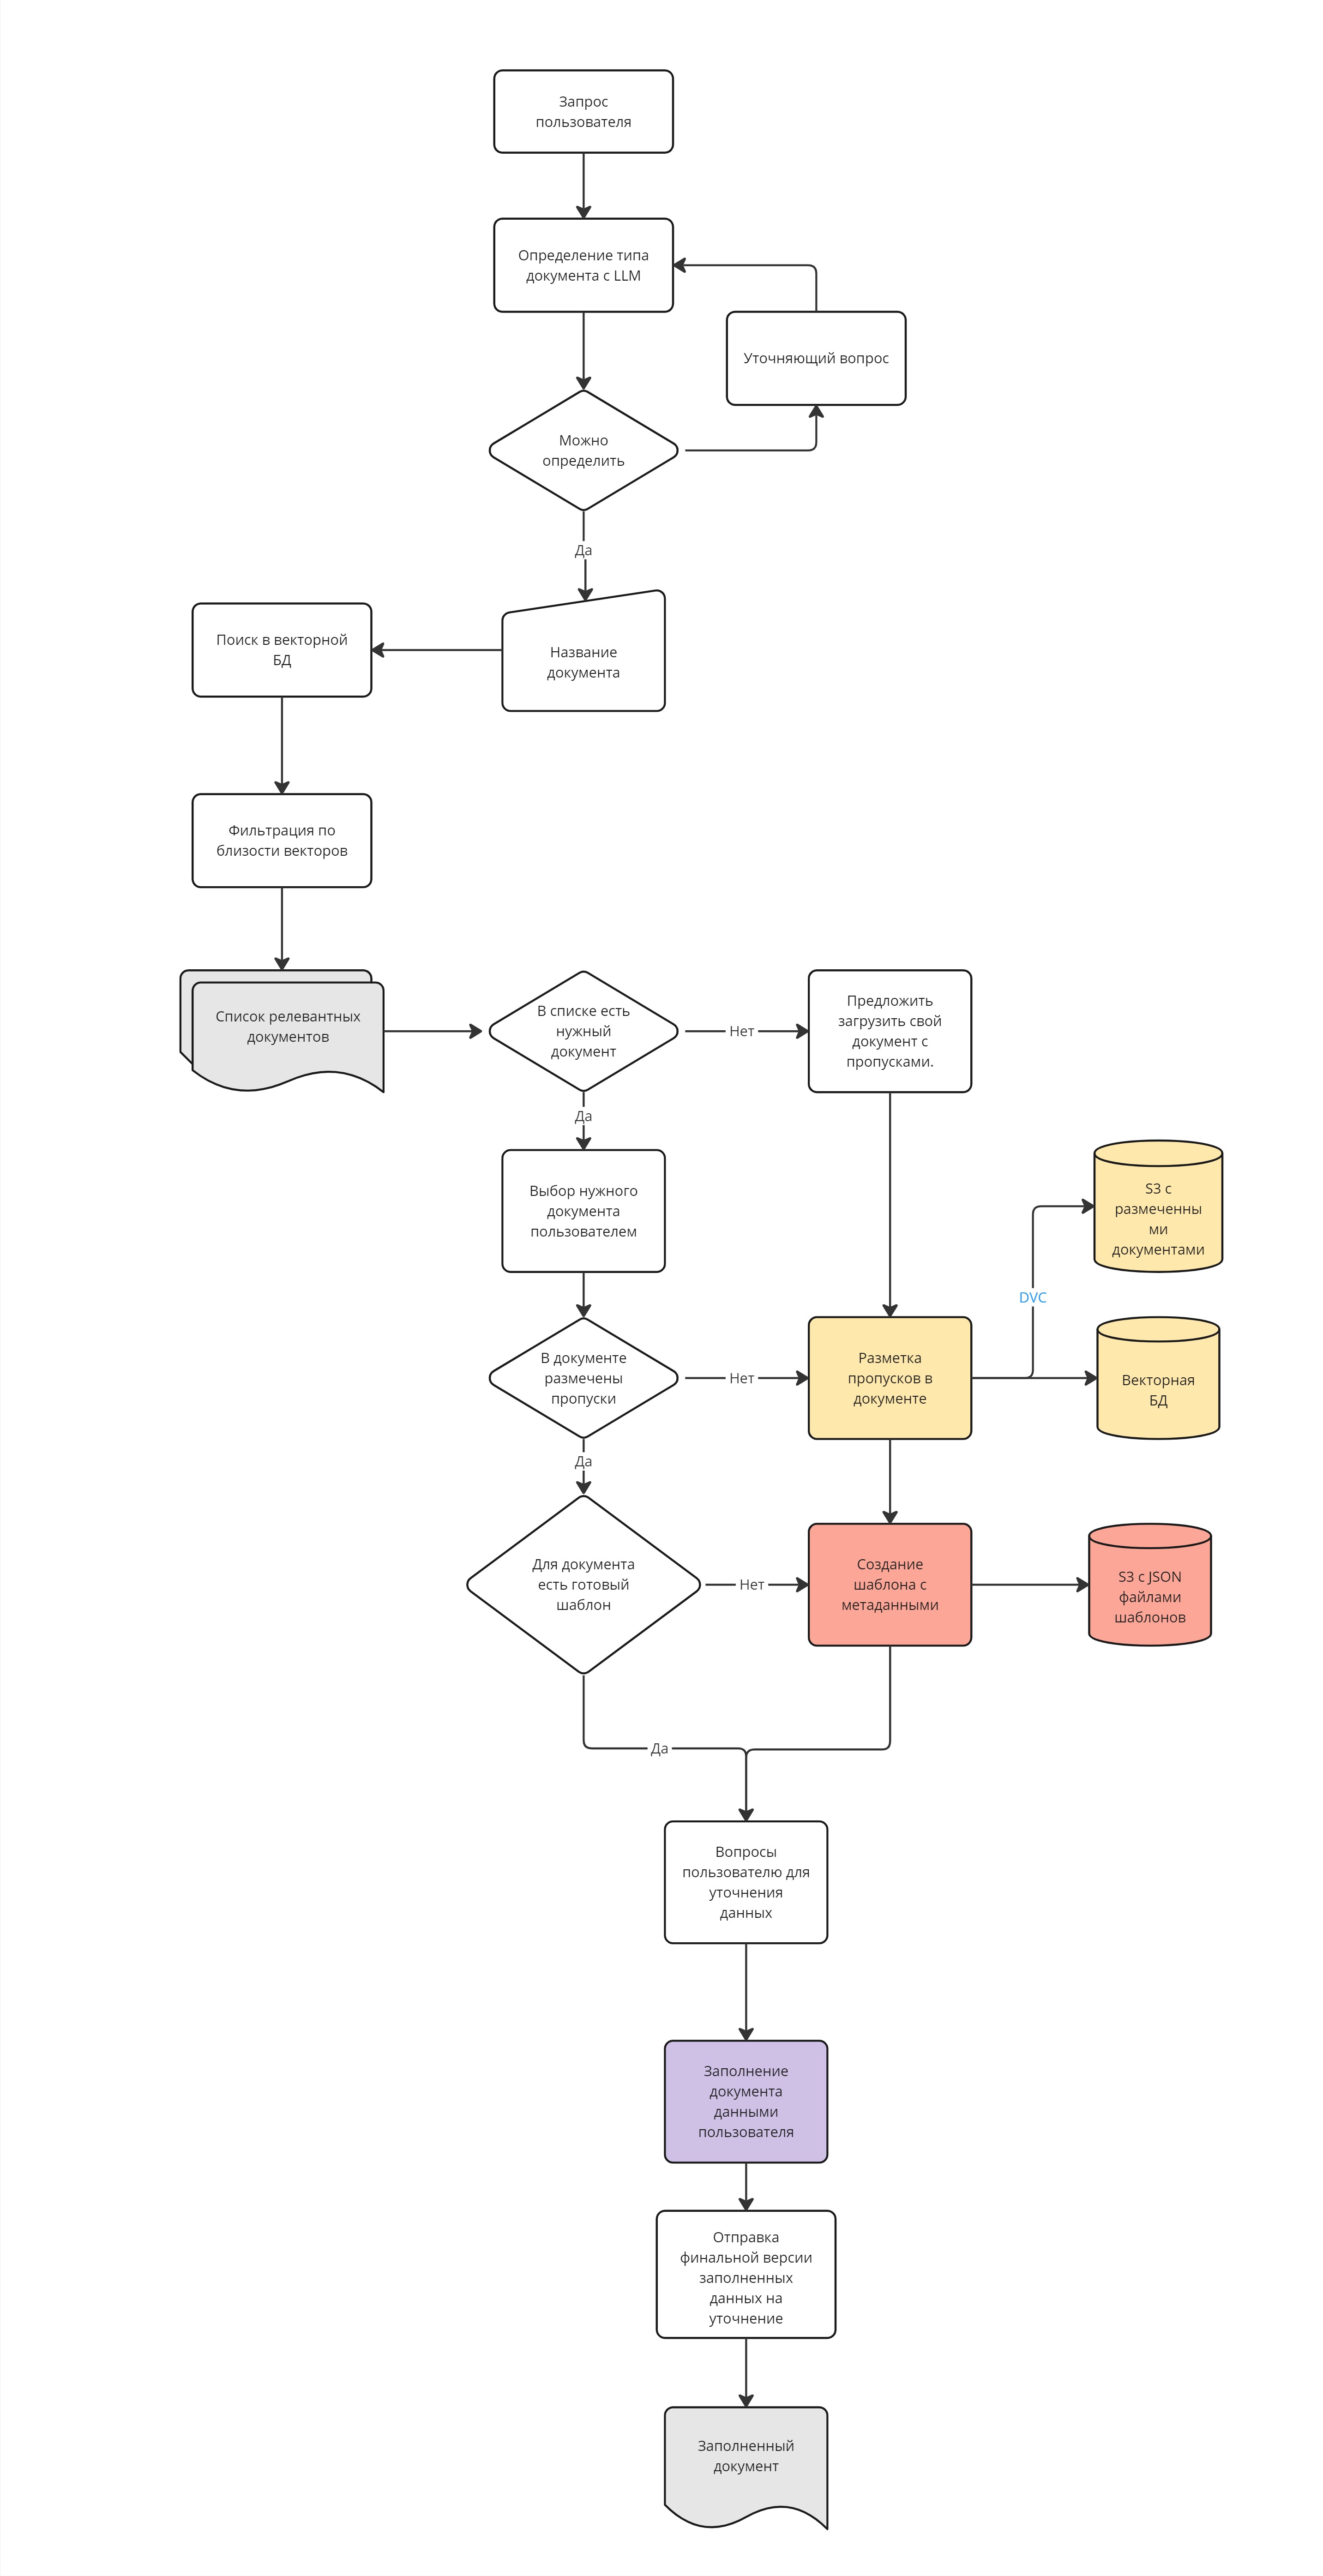 Запрос
пользователя
Определение типа
документа с LLM
Уточняющий вопрос
Можно
определить
Да
Название
документа
Поиск в векторной
БД
Фильтрация по
близости векторов
Список релевантных
документов
В списке есть
нужный
документ
Нет
Предложить
загрузить свой
документ с
пропусками.
Да
Выбор нужного
документа
пользователем
S3 с
размеченны
ми
документами
DVC
В документе
размечены
пропуски
Нет
Разметка
пропусков в
документе
Векторная
БД
Да
Для документа
есть готовый
шаблон
Нет
Создание
шаблона с
метаданными
S3 с JSON
файлами
шаблонов
Да
Вопросы
пользователю для
уточнения
данных
Заполнение
документа
данными
пользователя
Отправка
финальной версии
заполненных
данных на
уточнение
Заполненный
документ